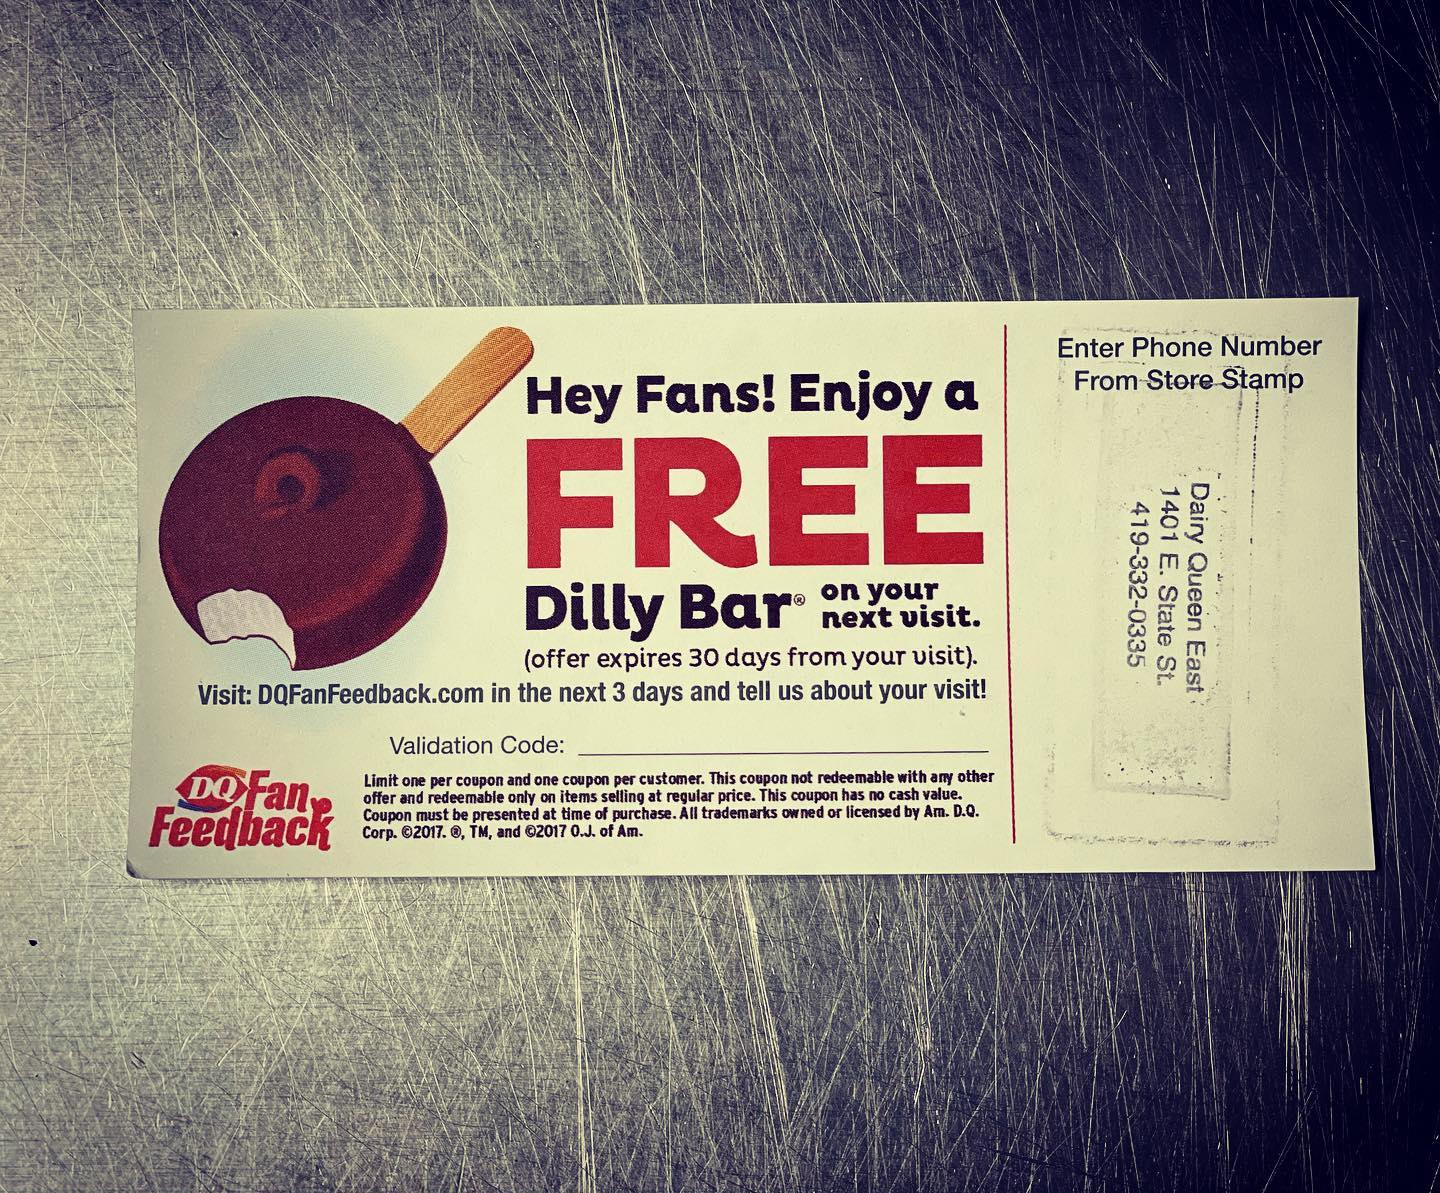 Hey Fans! Enjoy a
FREE
Dilly Bar® on your
next visit.
(offer expires 30 days from your visit).
Visit: DQFanFeedback.com in the next 3 days and tell us about your visit!
Validation Code:
DQ Fan
Feedback
Limit one per coupon and one coupon per customer. This coupon not redeemable with any other
offer and redeemable only on items selling at regular price. This coupon has no cash value.
Coupon must be presented at time of purchase. All trademarks owned or licensed by Am. D.Q.
Corp. ©2017. ®, TM, and ©2017 O.J. of Am.
Enter Phone Number
From Store Stamp
Dairy Queen East
1401 E. State St.
419-332-0335